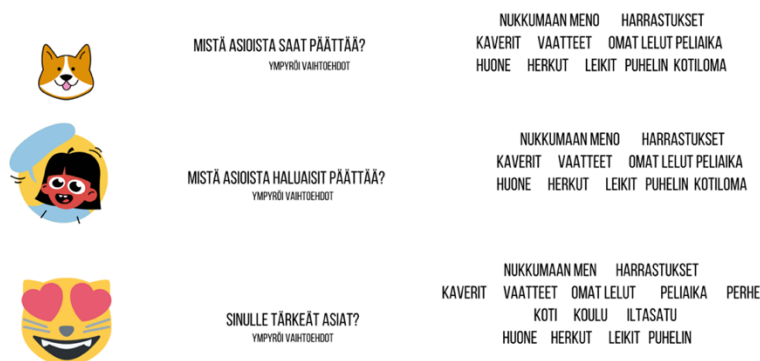 MISTÄ ASIOISTA SAAT PÄÄTTÄÄ?
YMPYRÖI VAIHTOEHDOT
NUKKUMAAN MENO HARRASTUKSET
KAVERIT VAATTEET OMAT LELUT PELIAIKA
HUONE HERKUT LEIKIT PUHELIN KOTILOMA
MISTÄ ASIOISTA HALUAISIT PÄÄTTÄÄ?
YMPYRÖI VAIHTOEHDOT
NUKKUMAAN MENO HARRASTUKSET
KAVERIT VAATTEET OMAT LELUT PELIAIKA
HUONE HERKUT LEIKIT PUHELIN KOTILOMA
SINULLE TÄRKEÄT ASIAT?
YMPYRÖI VAIHTOEHDOT
NUKKUMAAN MEN HARRASTUKSET
KAVERIT VAATTEET OMAT LELUT PELIAIKA PERHE
KOTI KOULU ILTASATU
HUONE HERKUT LEIKIT PUHELIN